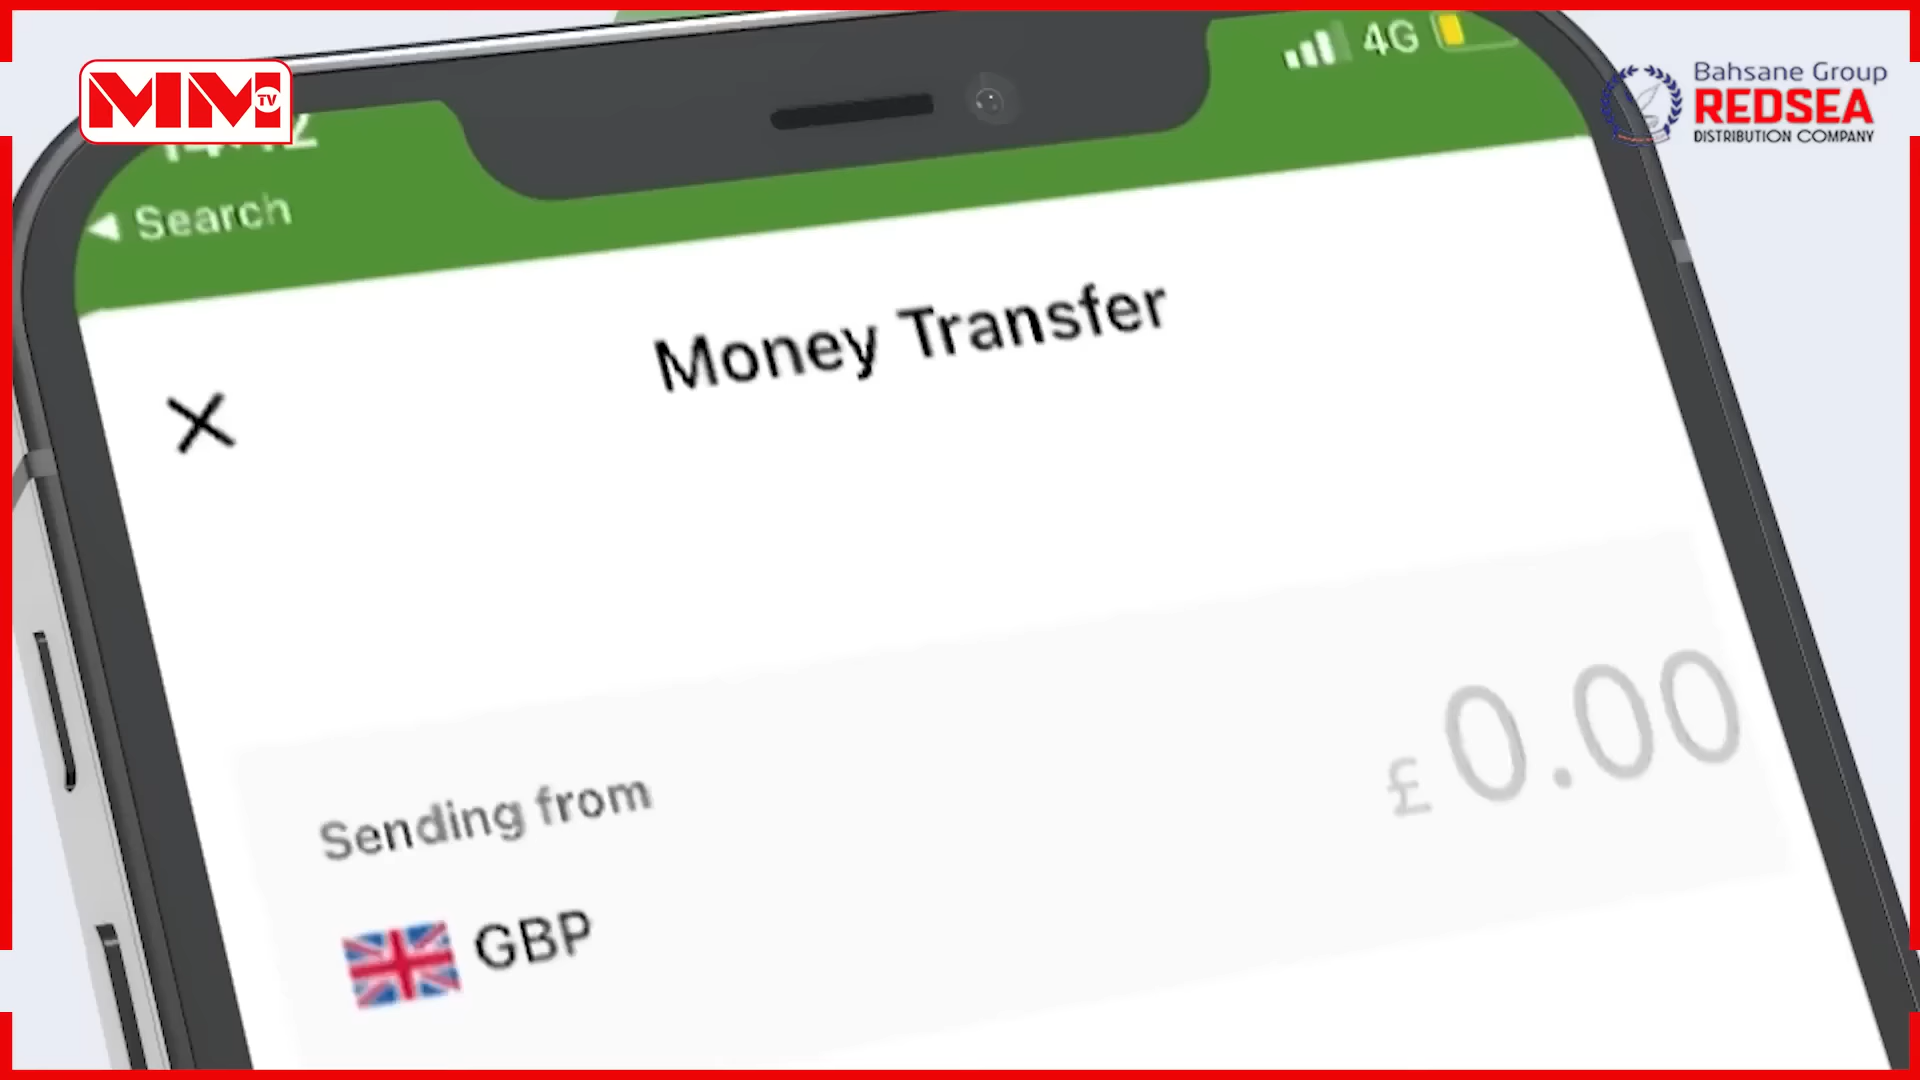 MM TV
4G
Bahsane Group
REDSEA
DISTRIBUTION COMPANY
Search
Money Transfer
£0.00
Sending from
GBP